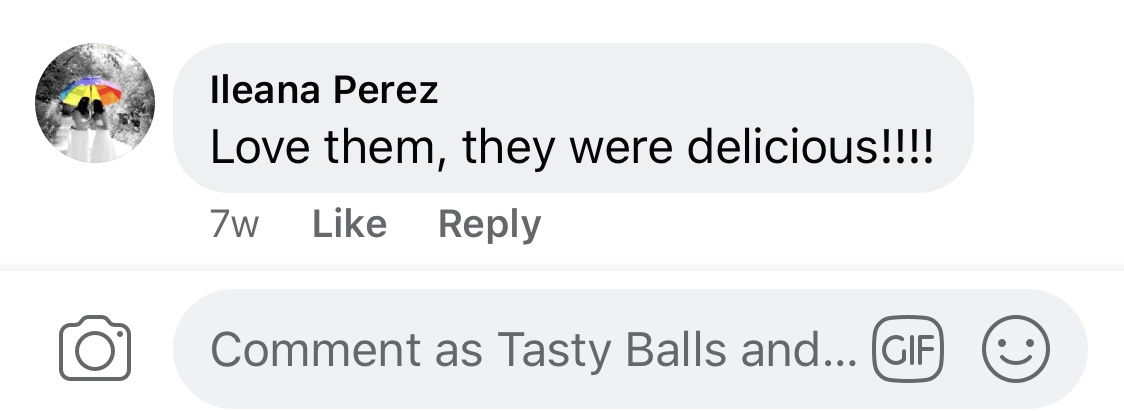 Ileana Perez
Love them, they were delicious!!!!
7w Like Reply
Comment as Tasty Balls and... GIF